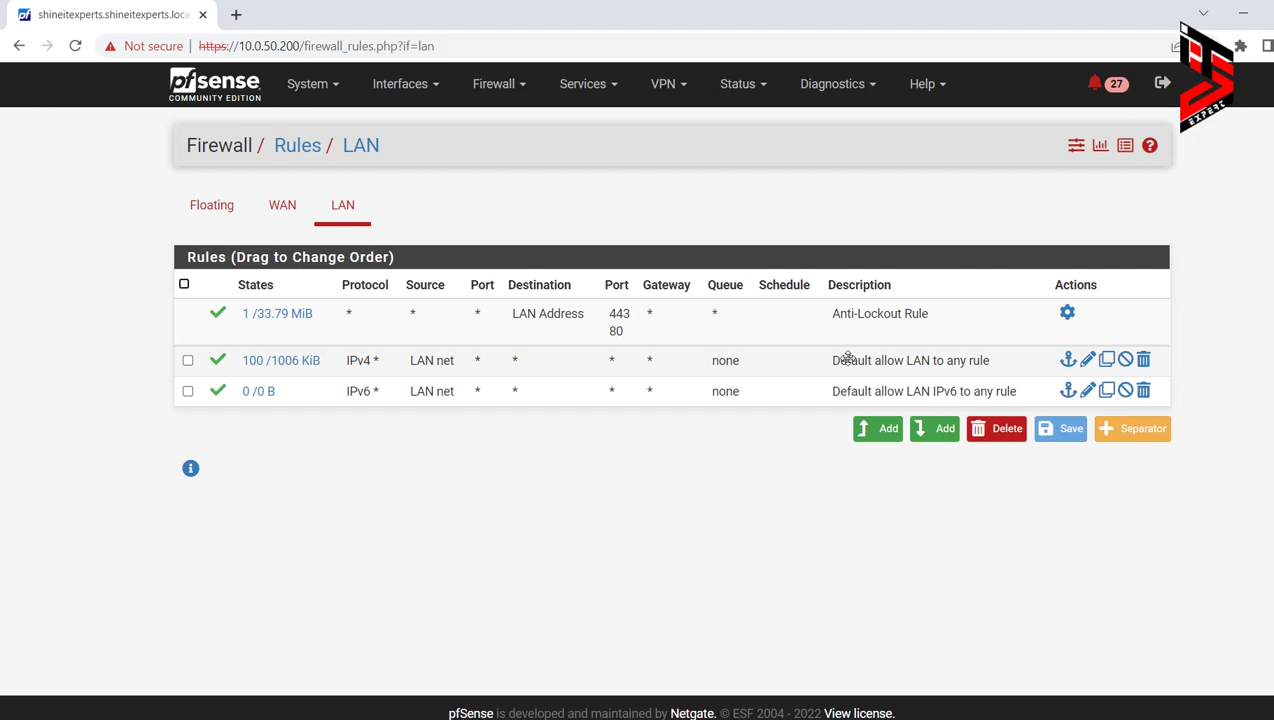 shineitexperts.shineitexperts.loca
Not secure https://10.0.50.200/firewall_rules.php?if=lan
pfsense
COMMUNITY EDITION
System Interfaces Firewall Services VPN Status Diagnostics Help 27
ITS
EXPERT
Firewall / Rules / LAN
Floating WAN LAN
Rules (Drag to Change Order)
States Protocol Source Port Destination Port Gateway Queue Schedule Description Actions
1 /33.79 MiB * * * LAN Address 443 * * Anti-Lockout Rule
80
100 /1006 KiB IPv4 * LAN net * * * * none Default allow LAN to any rule
0 /0 B IPv6 * LAN net * * * * none Default allow LAN IPv6 to any rule
Add Add Delete Save Separator
pfSense is developed and maintained by Netgate. © ESF 2004 - 2022 View license.